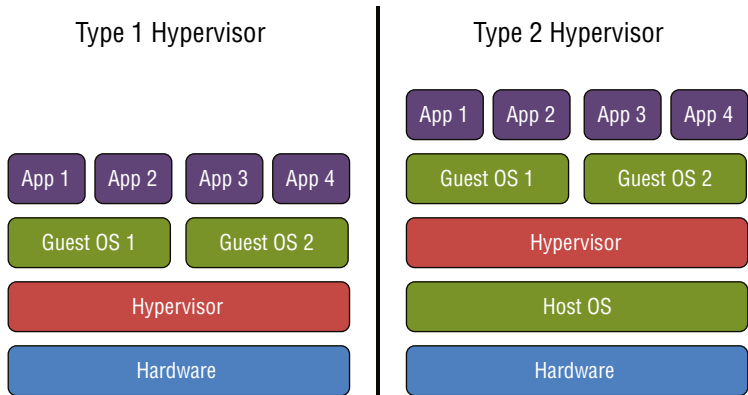 Type 1 Hypervisor
App 1 App 2 App 3 App 4
Guest OS 1 Guest OS 2
Hypervisor
Hardware
Type 2 Hypervisor
App 1 App 2 App 3 App 4
Guest OS 1 Guest OS 2
Hypervisor
Host OS
Hardware